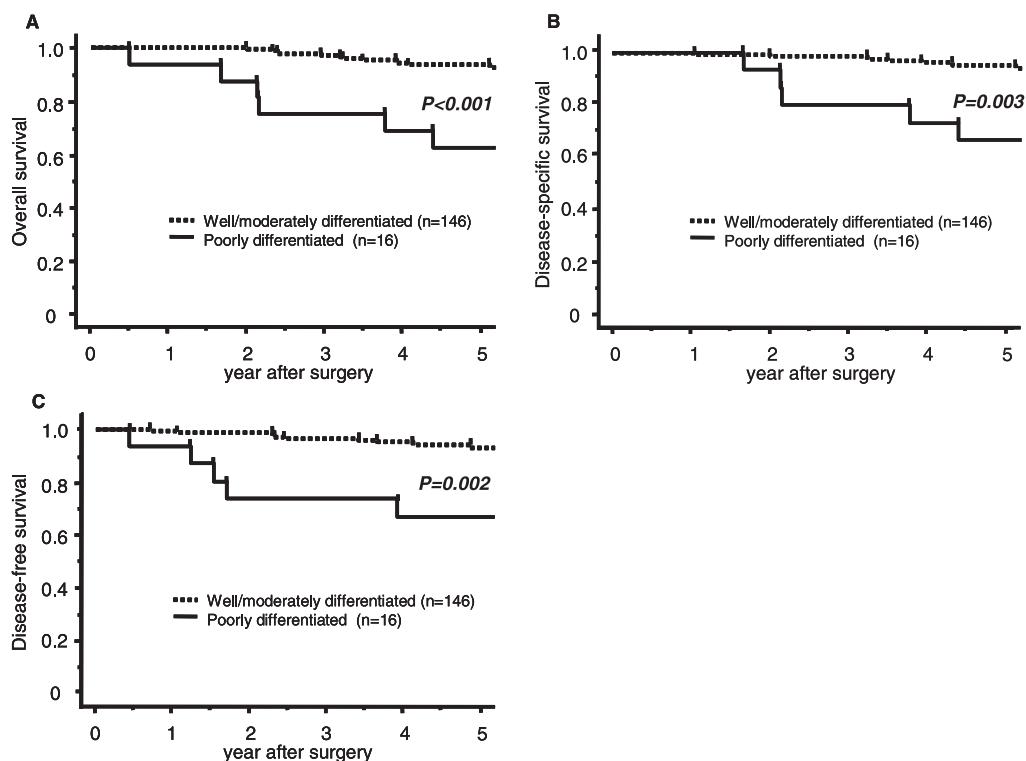 A
Overall survival
1.0
0.8
0.6
0.4
0.2
0
P<0.001
Well/moderately differentiated (n=146)
Poorly differentiated (n=16)
0 1 2 3 4 5
year after surgery
B
Disease-specific survival
1.0
0.8
0.6
0.4
0.2
0
P=0.003
Well/moderately differentiated (n=146)
Poorly differentiated (n=16)
0 1 2 3 4 5
year after surgery
C
Disease-free survival
1.0
0.8
0.6
0.4
0.2
0
P=0.002
Well/moderately differentiated (n=146)
Poorly differentiated (n=16)
0 1 2 3 4 5
year after surgery